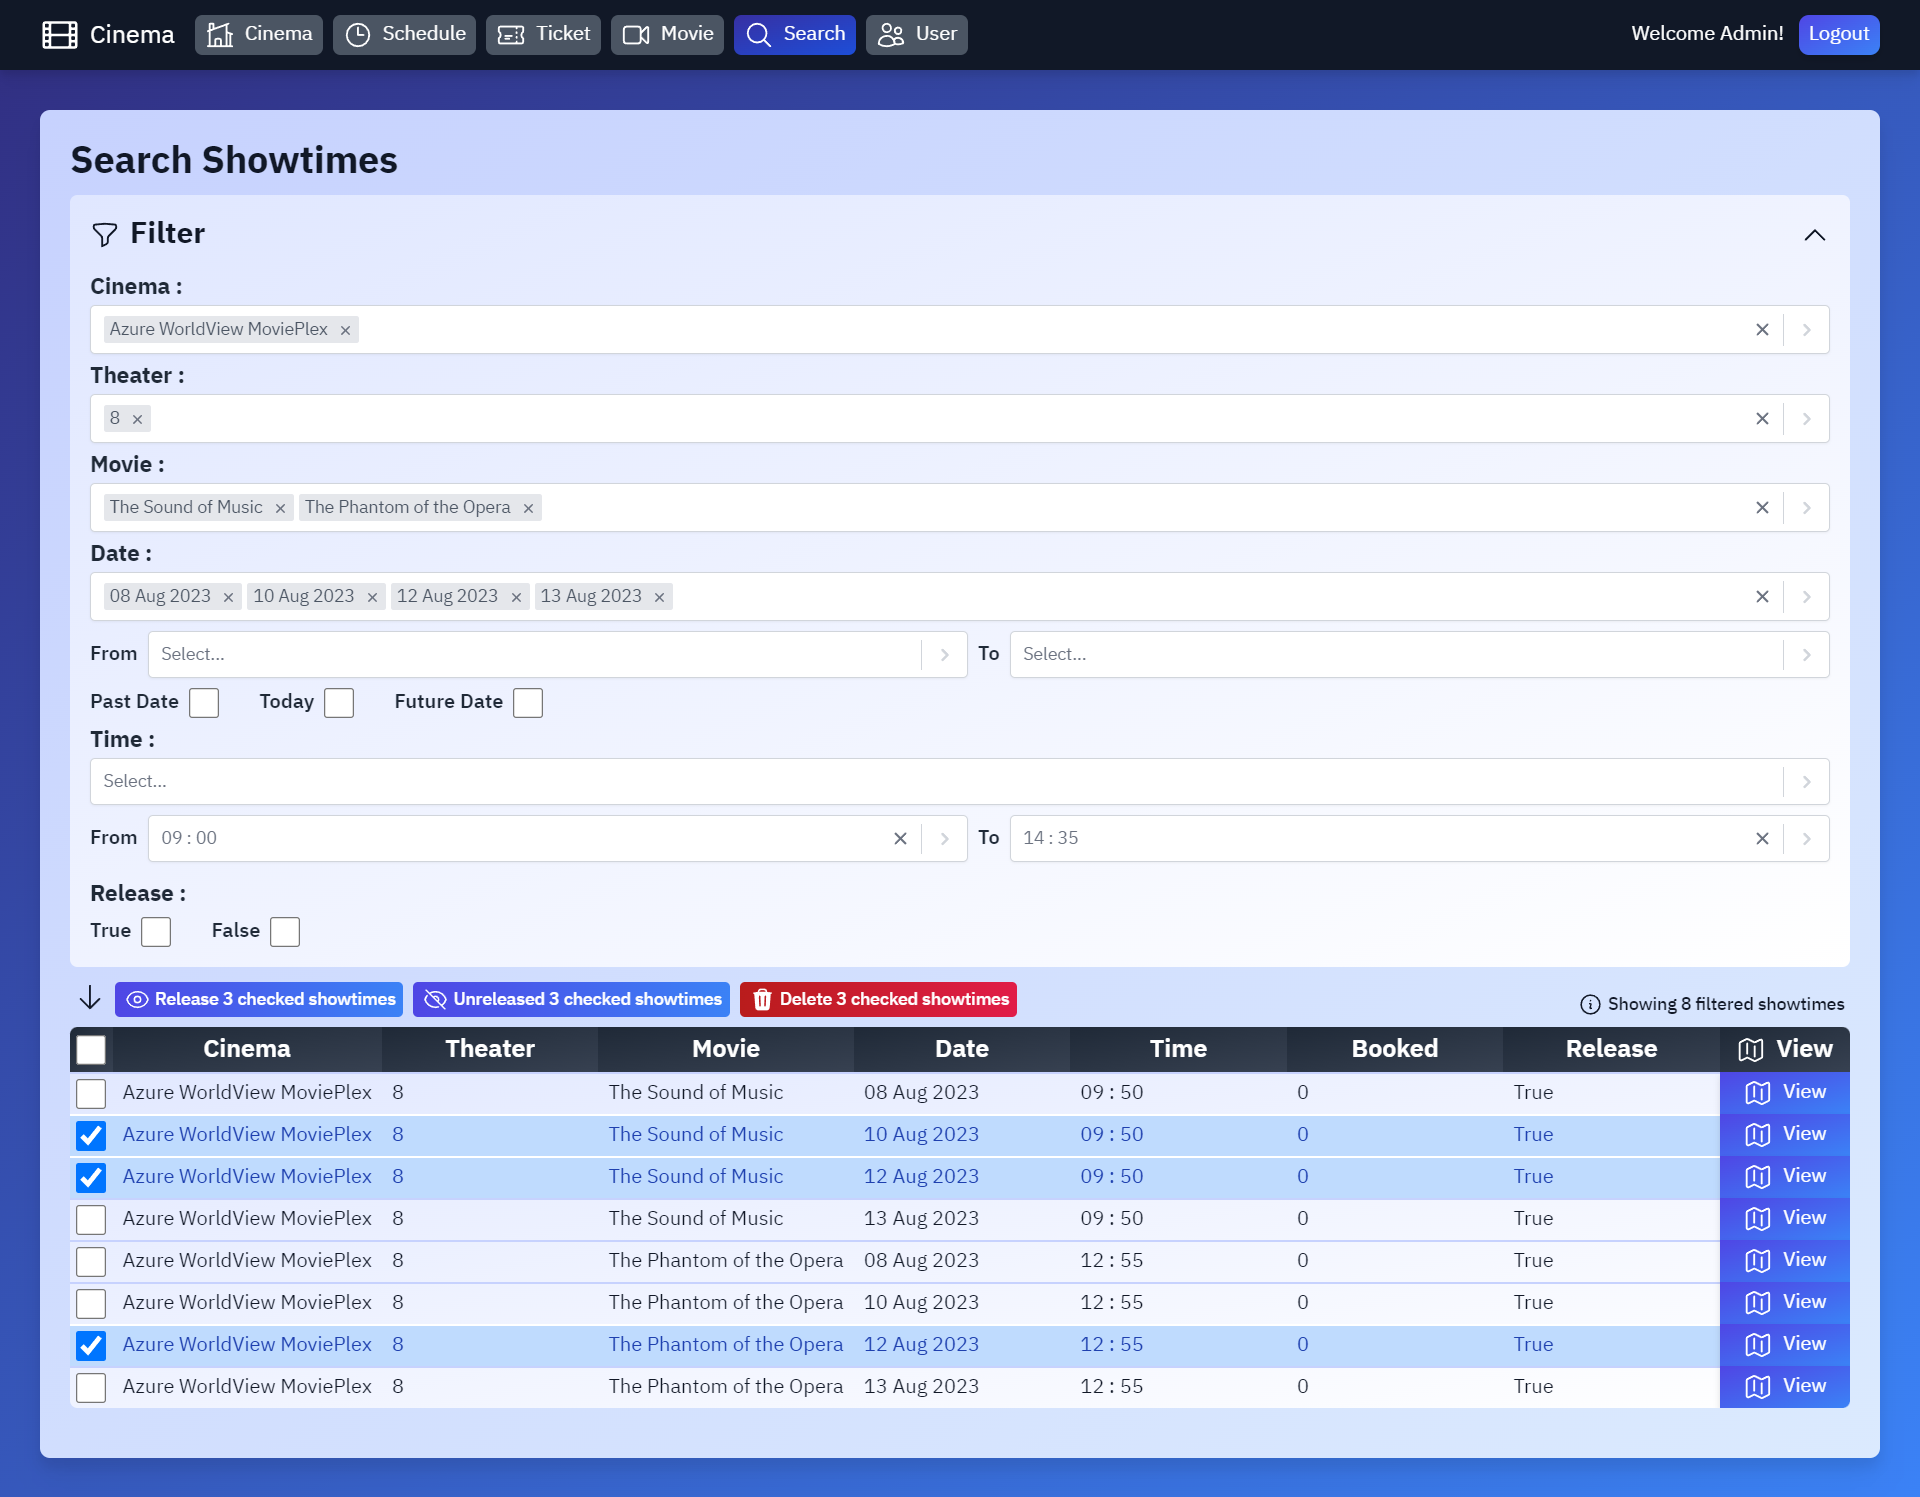 Cinema Cinema Schedule Ticket Movie Search User Welcome Admin! Logout
Search Showtimes
Filter
Cinema :
Azure WorldView MoviePlex
Theater :
8
Movie :
The Sound of Music The Phantom of the Opera
Date :
08 Aug 2023 10 Aug 2023 12 Aug 2023 13 Aug 2023
From Select... To Select...
Past Date Today Future Date
Time :
Select...
From 09 : 00 To 14 : 35
Release :
True False
Release 3 checked showtimes Unreleased 3 checked showtimes Delete 3 checked showtimes Showing 8 filtered showtimes
Cinema Theater Movie Date Time Booked Release View
Azure WorldView MoviePlex 8 The Sound of Music 08 Aug 2023 09 : 50 0 True View
Azure WorldView MoviePlex 8 The Sound of Music 10 Aug 2023 09 : 50 0 True View
Azure WorldView MoviePlex 8 The Sound of Music 12 Aug 2023 09 : 50 0 True View
Azure WorldView MoviePlex 8 The Sound of Music 13 Aug 2023 09 : 50 0 True View
Azure WorldView MoviePlex 8 The Phantom of the Opera 08 Aug 2023 12 : 55 0 True View
Azure WorldView MoviePlex 8 The Phantom of the Opera 10 Aug 2023 12 : 55 0 True View
Azure WorldView MoviePlex 8 The Phantom of the Opera 12 Aug 2023 12 : 55 0 True View
Azure WorldView MoviePlex 8 The Phantom of the Opera 13 Aug 2023 12 : 55 0 True View